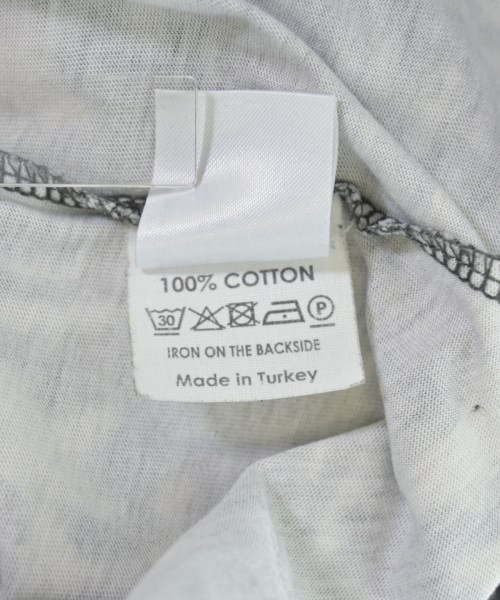 100% COTTON
30 P
IRON ON THE BACKSIDE
Made in Turkey